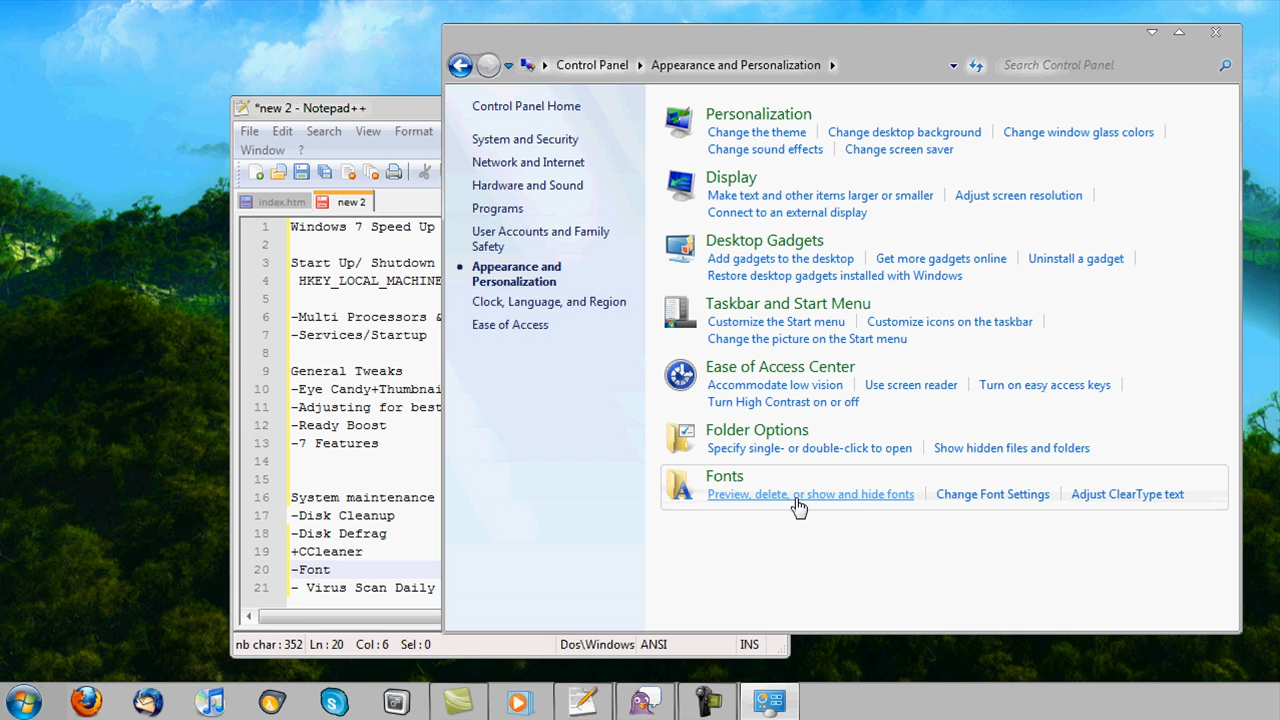 *new 2 - Notepad++
File Edit Search View Format
Window ?
index.htm new 2
1 Windows 7 Speed Up
2
3 Start Up/ Shutdown
4 HKEY_LOCAL_MACHINE
5
6 -Multi Processors &
7 -Services/Startup
8
9 General Tweaks
10 -Eye Candy+Thumbnai
11 -Adjusting for best
12 -Ready Boost
13 -7 Features
14
15
16 System maintenance
17 -Disk Cleanup
18 -Disk Defrag
19 +CCleaner
20 -Font
21 - Virus Scan Daily
nb char : 352 Ln : 20 Col : 6 Sel : 0 Dos\Windows ANSI INS
Control Panel Appearance and Personalization Search Control Panel
Control Panel Home
System and Security
Network and Internet
Hardware and Sound
Programs
User Accounts and Family
Safety
Appearance and
Personalization
Clock, Language, and Region
Ease of Access
Personalization
Change the theme Change desktop background Change window glass colors
Change sound effects Change screen saver
Display
Make text and other items larger or smaller Adjust screen resolution
Connect to an external display
Desktop Gadgets
Add gadgets to the desktop Get more gadgets online Uninstall a gadget
Restore desktop gadgets installed with Windows
Taskbar and Start Menu
Customize the Start menu Customize icons on the taskbar
Change the picture on the Start menu
Ease of Access Center
Accommodate low vision Use screen reader Turn on easy access keys
Turn High Contrast on or off
Folder Options
Specify single- or double-click to open Show hidden files and folders
Fonts
Preview, delete, or show and hide fonts Change Font Settings Adjust ClearType text